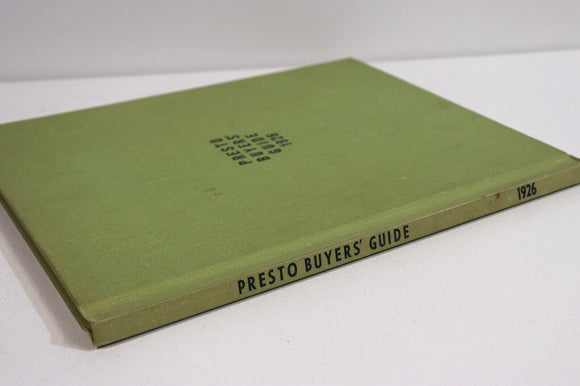 PRESTO
BUYERS
GUIDE
1926
PRESTO BUYERS' GUIDE 1926